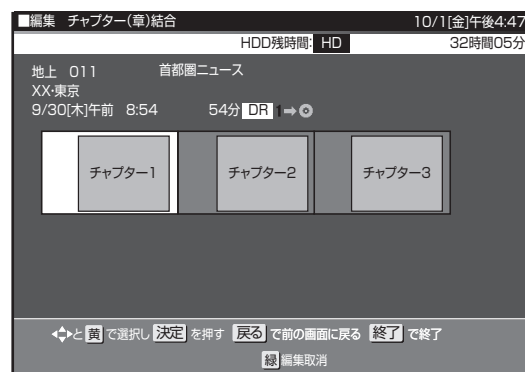 ■編集 チャプター(章)結合 10/1[金]午後4:47
HDD残時間: HD 32時間05分
地上 011 首都圏ニュース
XX・東京
9/30[木]午前 8:54 54分 DR 1➡◎
チャプター1 チャプター2 チャプター3
と 黄 で選択し 決定 を押す 戻る で前の画面に戻る 終了 で終了
緑 編集取消